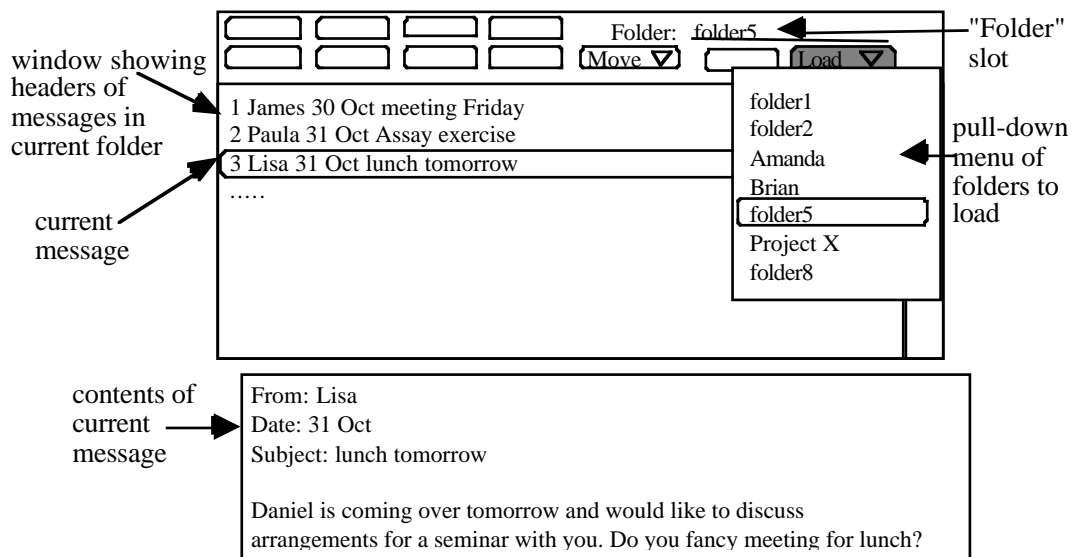 Folder: folder5
"Folder"
slot
Move
Load
window showing
headers of
messages in
current folder
1 James 30 Oct meeting Friday
2 Paula 31 Oct Assay exercise
3 Lisa 31 Oct lunch tomorrow
.....
current
message
folder1
folder2
Amanda
Brian
folder5
Project X
folder8
pull-down
menu of
folders to
load
contents of
current
message
From: Lisa
Date: 31 Oct
Subject: lunch tomorrow
Daniel is coming over tomorrow and would like to discuss
arrangements for a seminar with you. Do you fancy meeting for lunch?